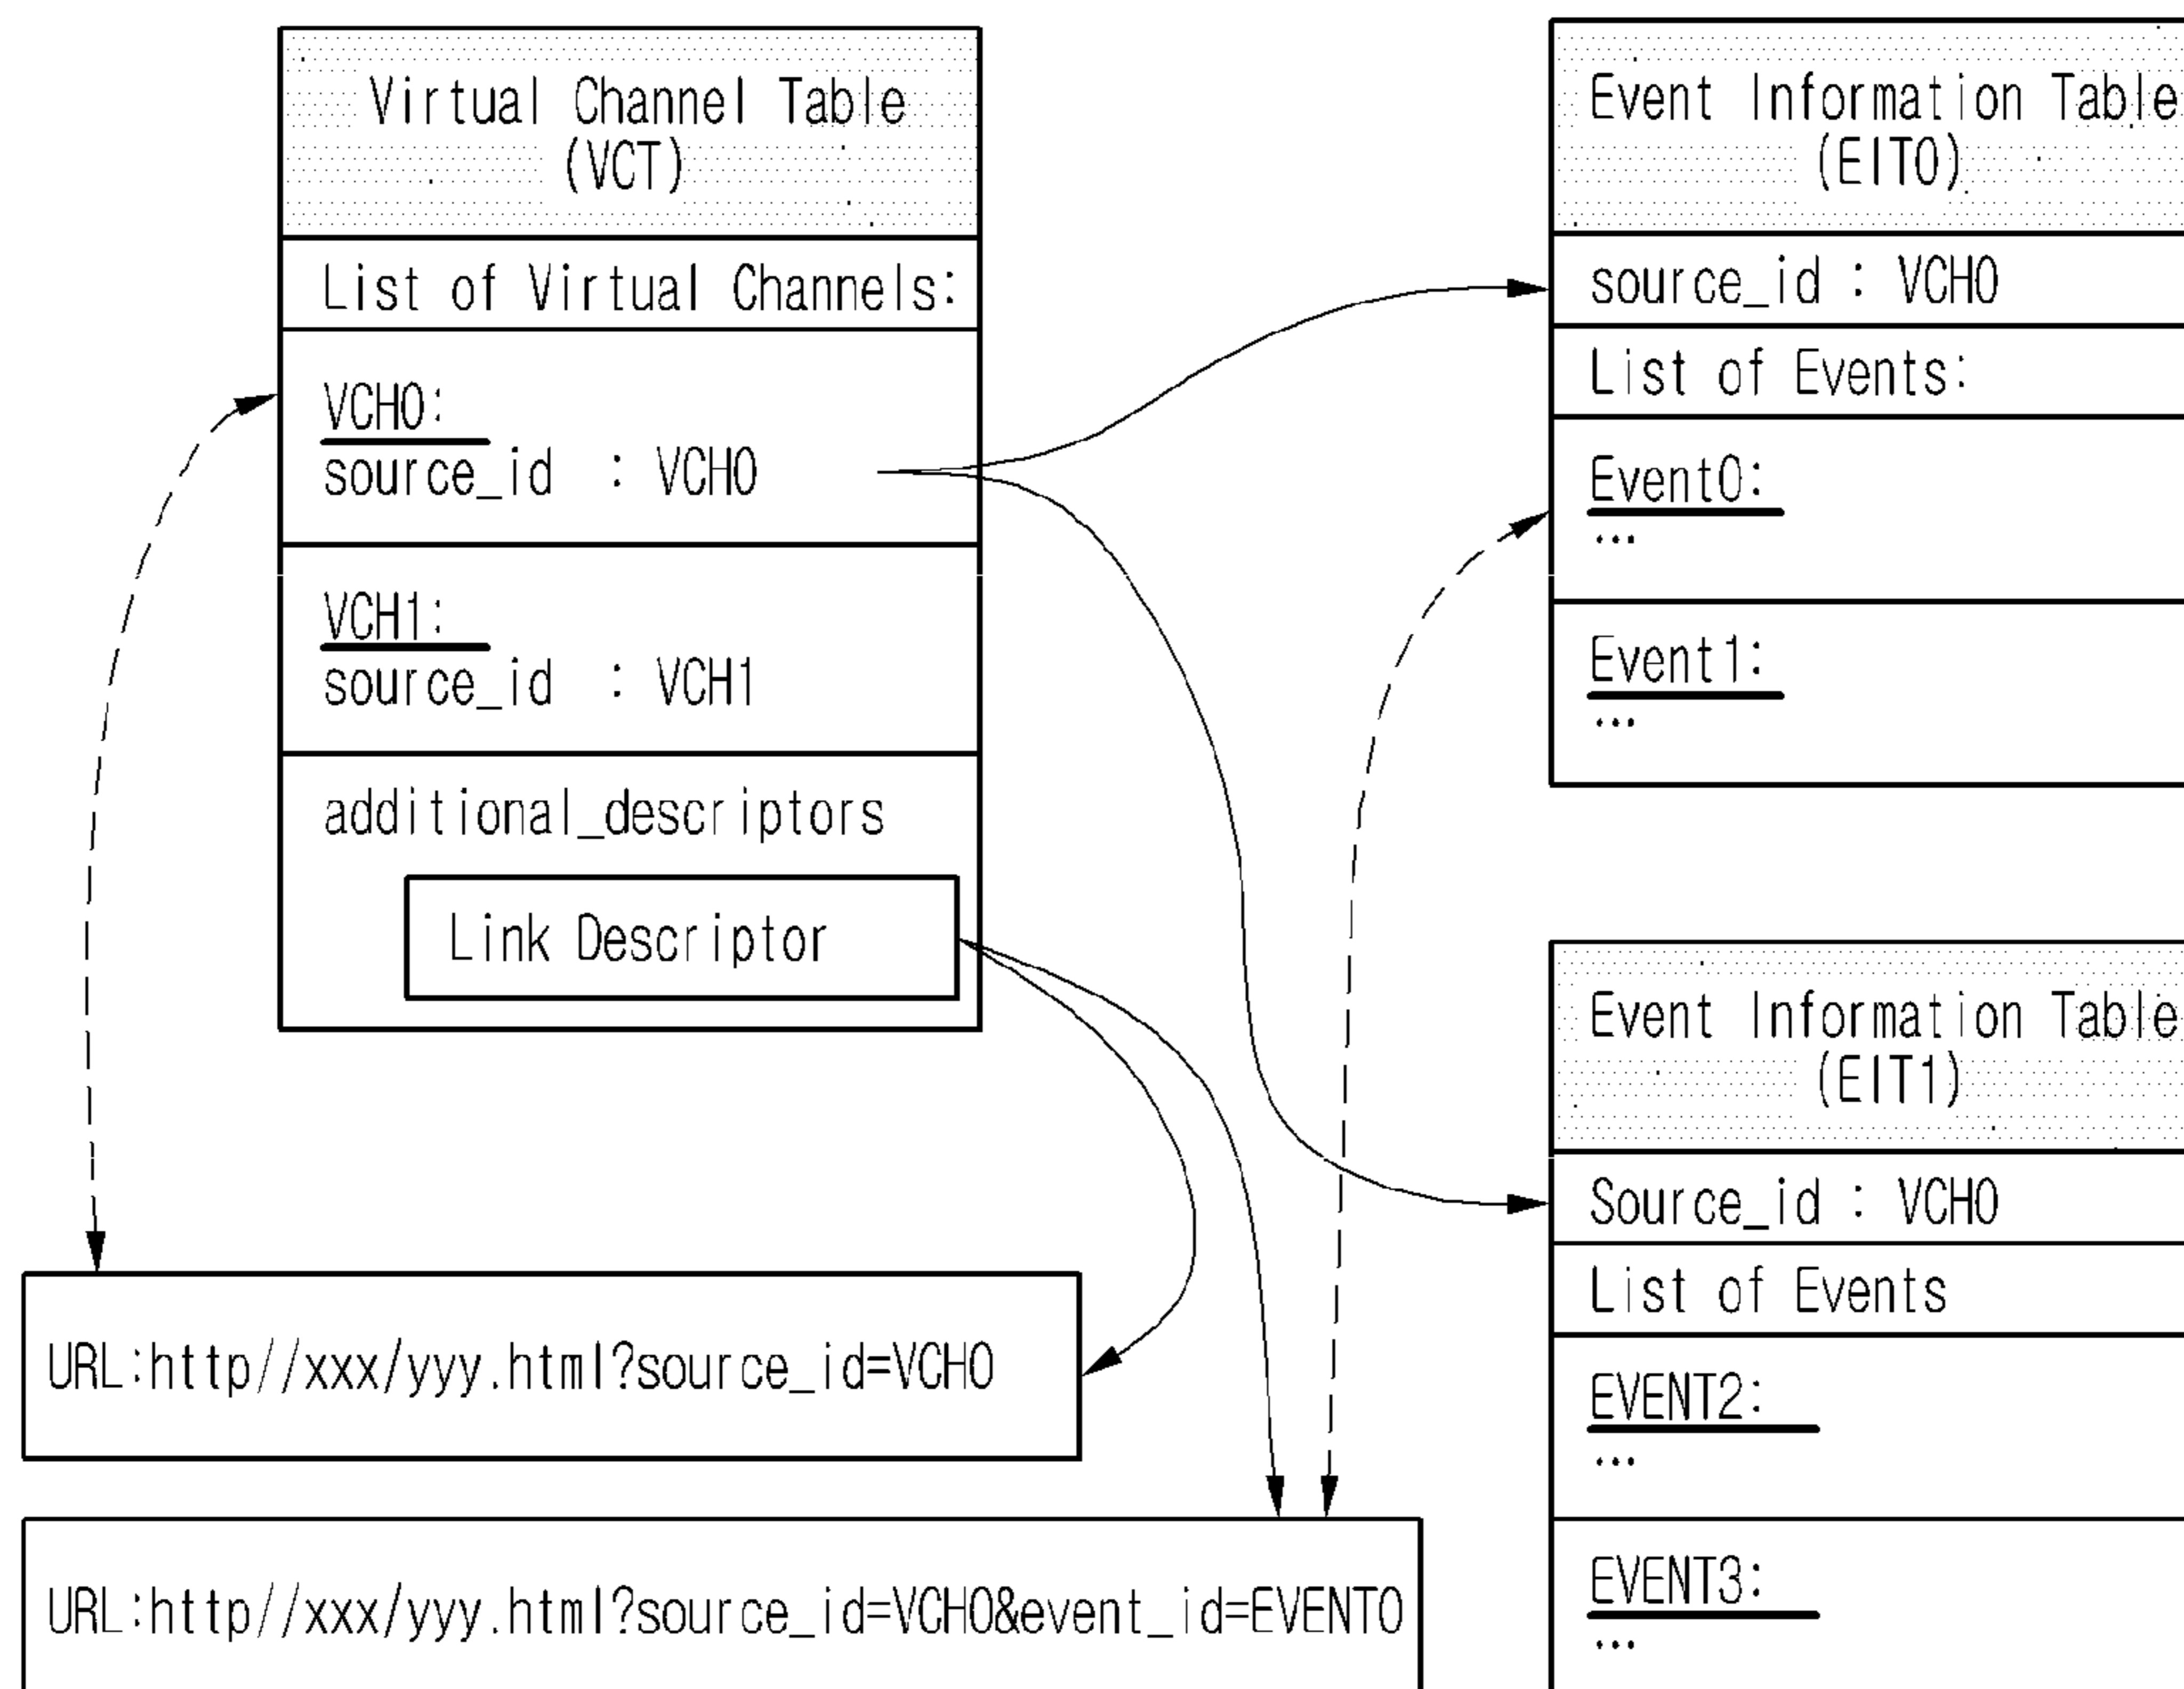 Virtual Channel Table
(VCT)
List of Virtual Channels:
VCH0:
source_id : VCH0
VCH1:
source_id : VCH1
additional_descriptors
Link Descriptor
URL:http//xxx/yyy.html?source_id=VCH0
URL:http//xxx/yyy.html?source_id=VCH0&event_id=EVENT0
Event Information Table
(EIT0)
source_id : VCH0
List of Events:
Event0:
...
Event1:
...
Event Information Table
(EIT1)
Source_id : VCH0
List of Events
EVENT2:
...
EVENT3:
...